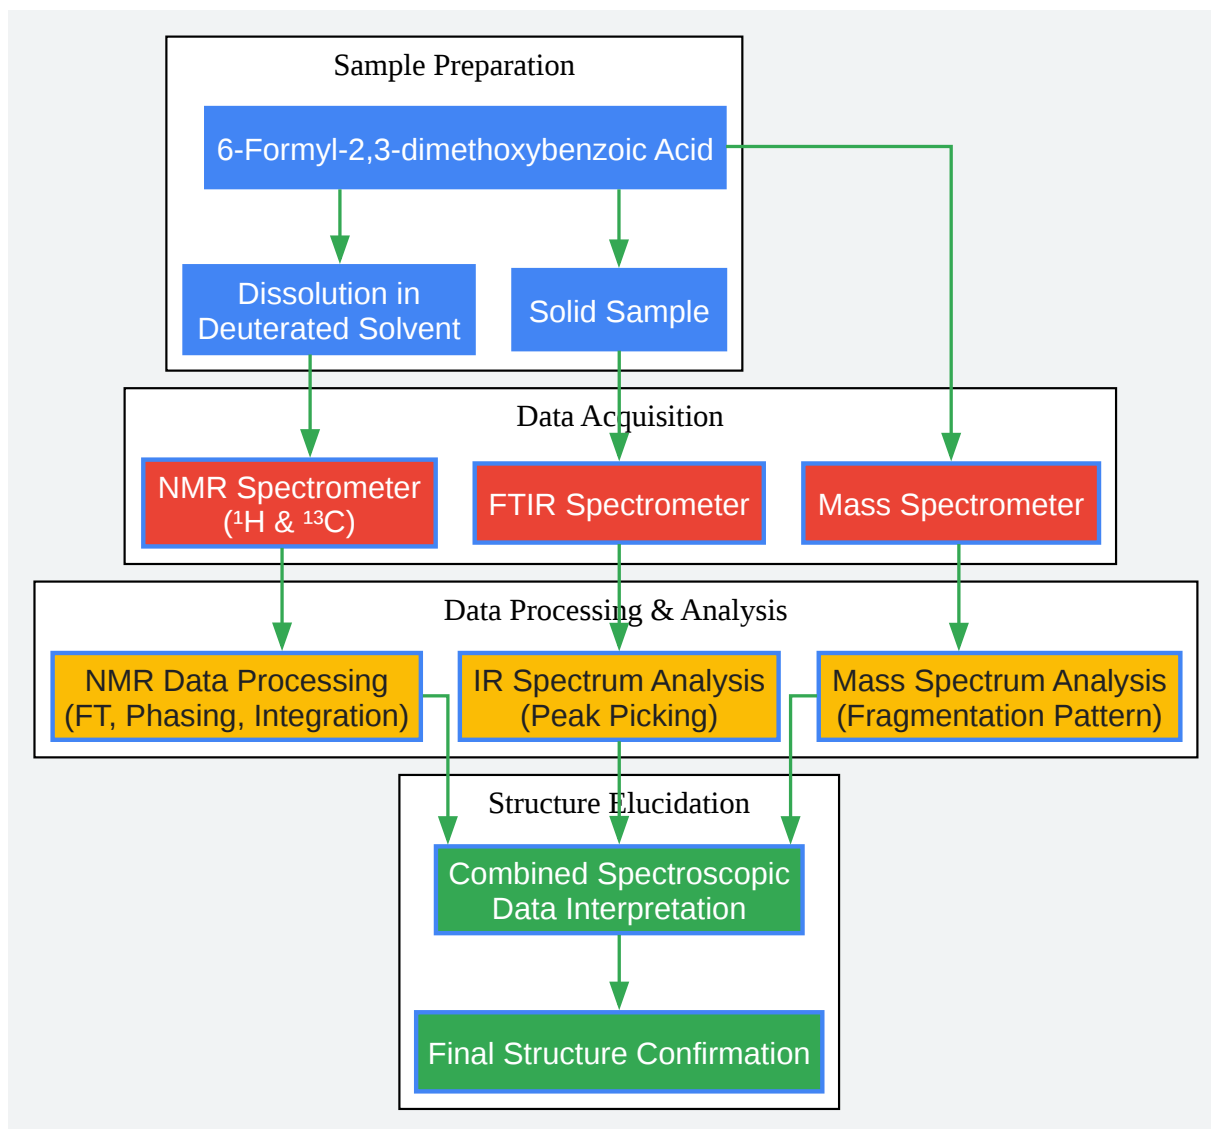 Sample Preparation
6-Formyl-2,3-dimethoxybenzoic Acid
Dissolution in
Deuterated Solvent
Solid Sample
Data Acquisition
NMR Spectrometer
(¹H & ¹³C)
FTIR Spectrometer
Mass Spectrometer
Data Processing & Analysis
NMR Data Processing
(FT, Phasing, Integration)
IR Spectrum Analysis
(Peak Picking)
Mass Spectrum Analysis
(Fragmentation Pattern)
Structure Elucidation
Combined Spectroscopic
Data Interpretation
Final Structure Confirmation